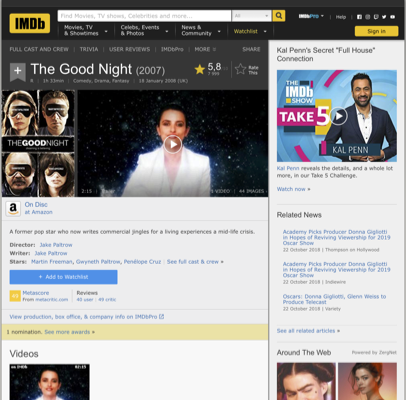 IMDb
Find Movies, TV shows, Celebrities and more...
All
IMDbPro
Help
Movies, TV & Showtimes
Celebs, Events & Photos
News & Community
Watchlist
Sign in
FULL CAST AND CREW | TRIVIA | USER REVIEWS | IMDbPro | MORE
SHARE
The Good Night (2007)
1h 33min | Comedy, Drama, Fantasy | 18 January 2008 (UK)
5,8
Rate This
THE GOOD NIGHT
2:15
VIDEO
44 IMAGES
On Disc
at Amazon
A former pop star who now writes commercial jingles for a living experiences a mid-life crisis.
Director: Jake Paltrow
Writer: Jake Paltrow
Stars: Martin Freeman, Gwyneth Paltrow, Penélope Cruz | See full cast & crew »
+ Add to Watchlist
Metascore
From metacritic.com
Reviews
40 user | 49 critic
View production, box office, & company info on IMDbPro
1 nomination. See more awards »
Videos
IMDb
Kal Penn's Secret "Full House" Connection
THE IMDb SHOW
TAKE 5
KAL PENN
Kal Penn reveals the details, and a whole lot more, in our Take 5 Challenge.
Watch now »
Related News
Academy Picks Producer Donna Gigliotti in Hopes of Reviving Viewership for 2019 Oscar Show
22 October 2018 | Thompson on Hollywood
Academy Picks Producer Donna Gigliotti in Hopes of Reviving Viewership for 2019 Oscar Show
22 October 2018 | Indiewire
Oscars: Donna Gigliotti, Glenn Weiss to Produce Telecast
22 October 2018 | Variety
See all related articles »
Around The Web
Powered by ZergNet